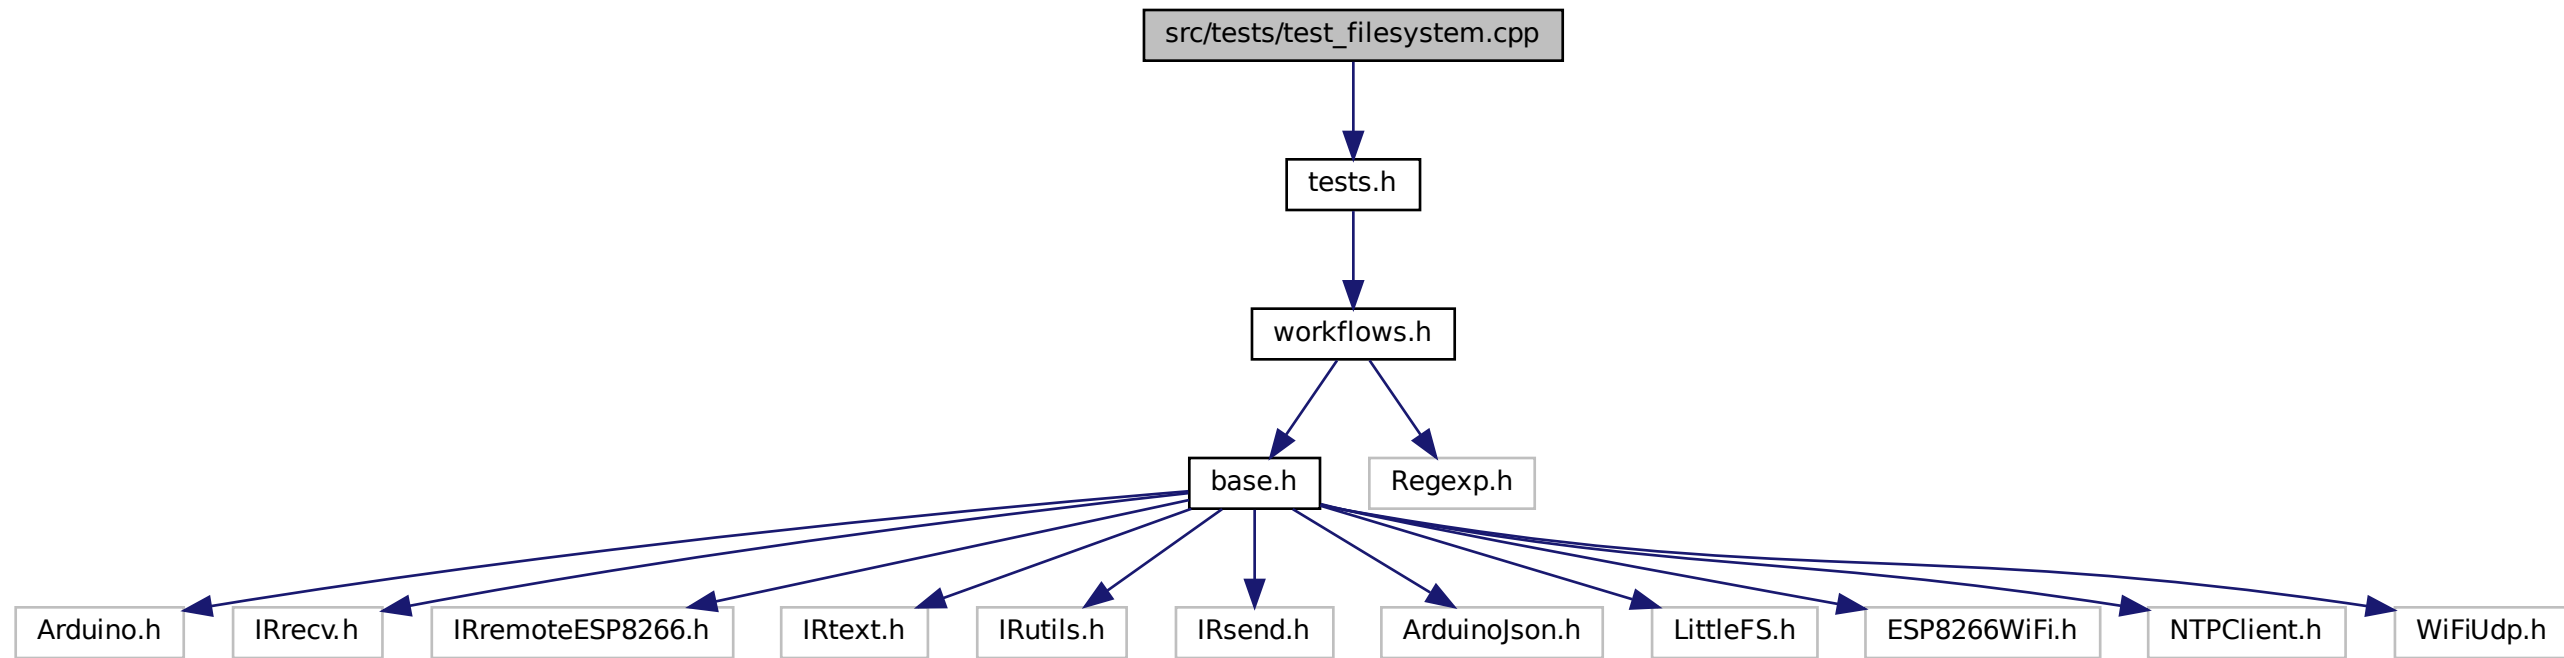 src/tests/test_filesystem.cpp
tests.h
workflows.h
base.h
Regexp.h
Arduino.h
IRrecv.h
IRremoteESP8266.h
IRtext.h
IRutils.h
IRsend.h
ArduinoJson.h
LittleFS.h
ESP8266WiFi.h
NTPClient.h
WiFiUdp.h